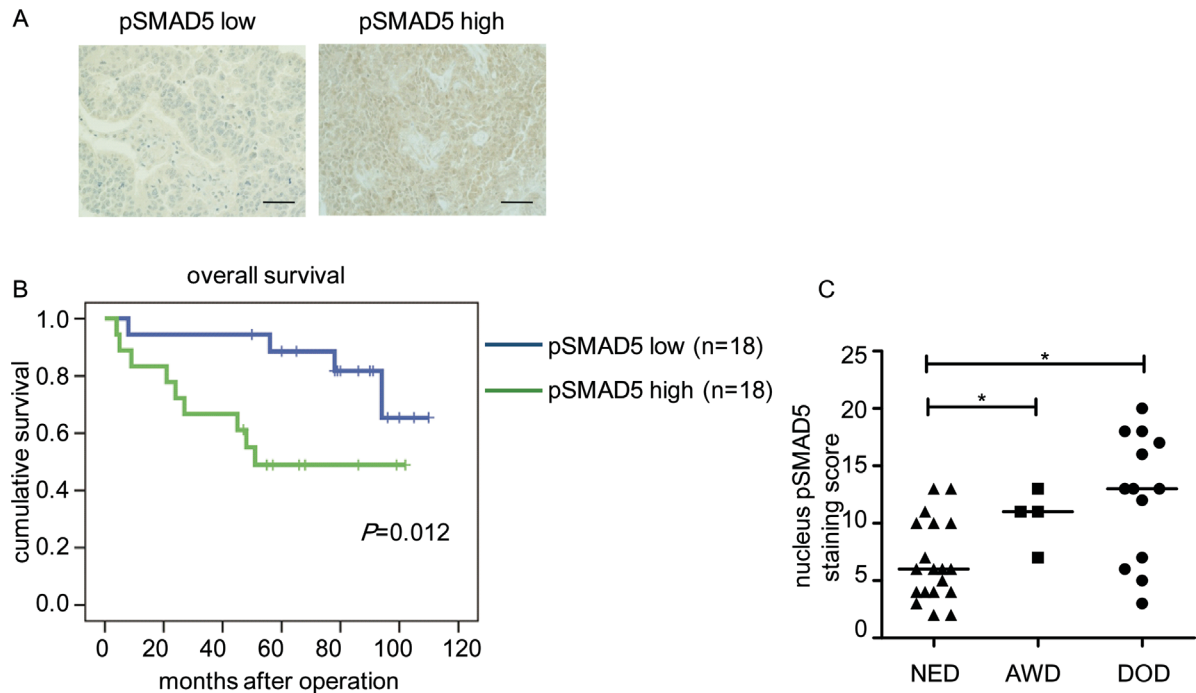 A
pSMAD5 low
pSMAD5 high
B
overall survival
cumulative survival
1.0
0.8
0.6
0.4
0.2
0.0
0 20 40 60 80 100 120
months after operation
P=0.012
pSMAD5 low (n=18)
pSMAD5 high (n=18)
C
nucleus pSMAD5
staining score
25
20
15
10
5
0
*
*
NED AWD DOD